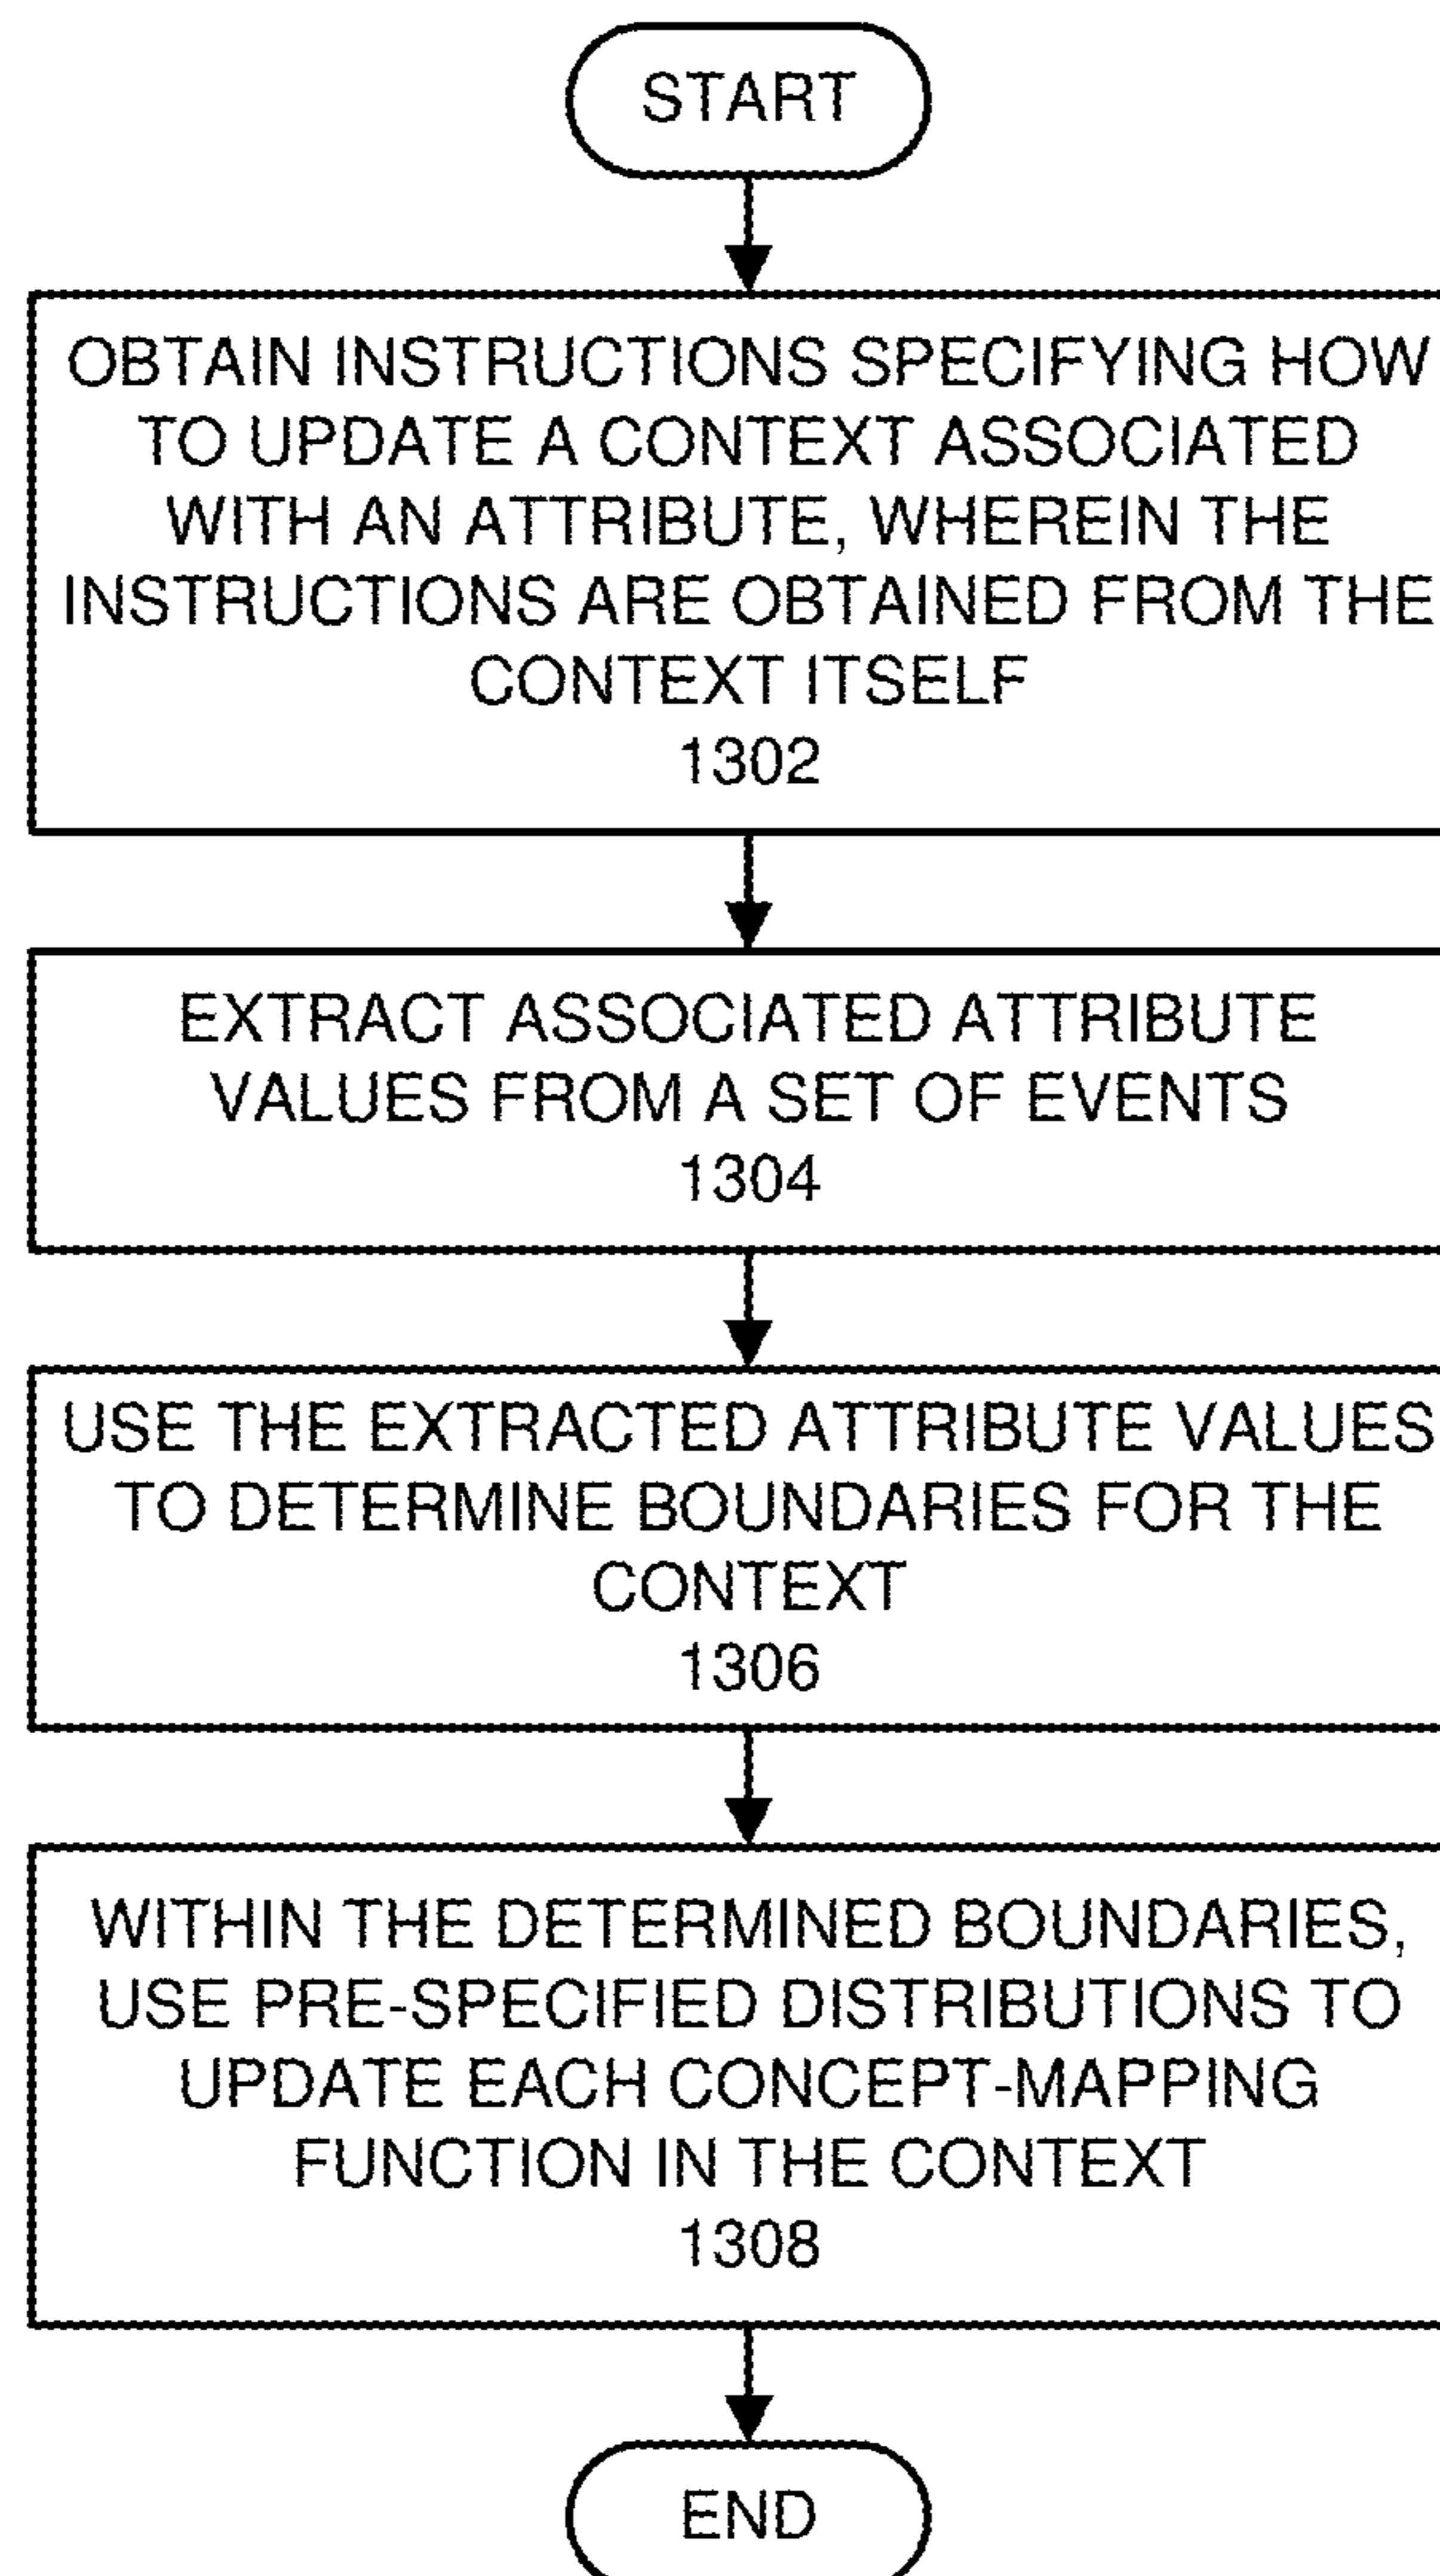 START
OBTAIN INSTRUCTIONS SPECIFYING HOW
TO UPDATE A CONTEXT ASSOCIATED
WITH AN ATTRIBUTE, WHEREIN THE
INSTRUCTIONS ARE OBTAINED FROM THE
CONTEXT ITSELF
1302
EXTRACT ASSOCIATED ATTRIBUTE
VALUES FROM A SET OF EVENTS
1304
USE THE EXTRACTED ATTRIBUTE VALUES
TO DETERMINE BOUNDARIES FOR THE
CONTEXT
1306
WITHIN THE DETERMINED BOUNDARIES,
USE PRE-SPECIFIED DISTRIBUTIONS TO
UPDATE EACH CONCEPT-MAPPING
FUNCTION IN THE CONTEXT
1308
END